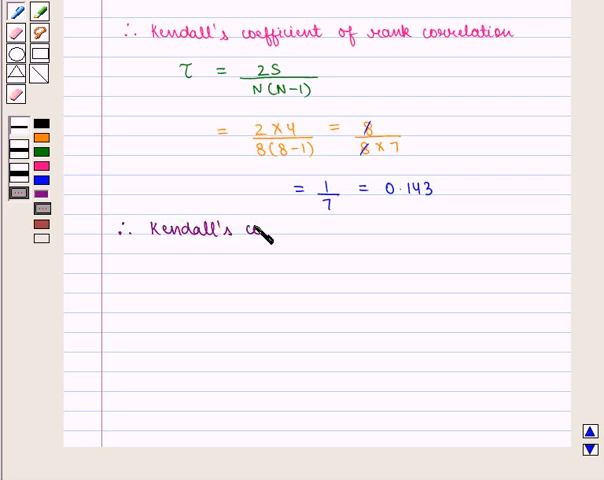 ∴ Kendall's coefficient of rank correlation
τ = 2S / N(N-1)
= 2 × 4 / 8(8-1) = 8 / 8 × 7
= 1 / 7 = 0.143
∴ Kendall's co